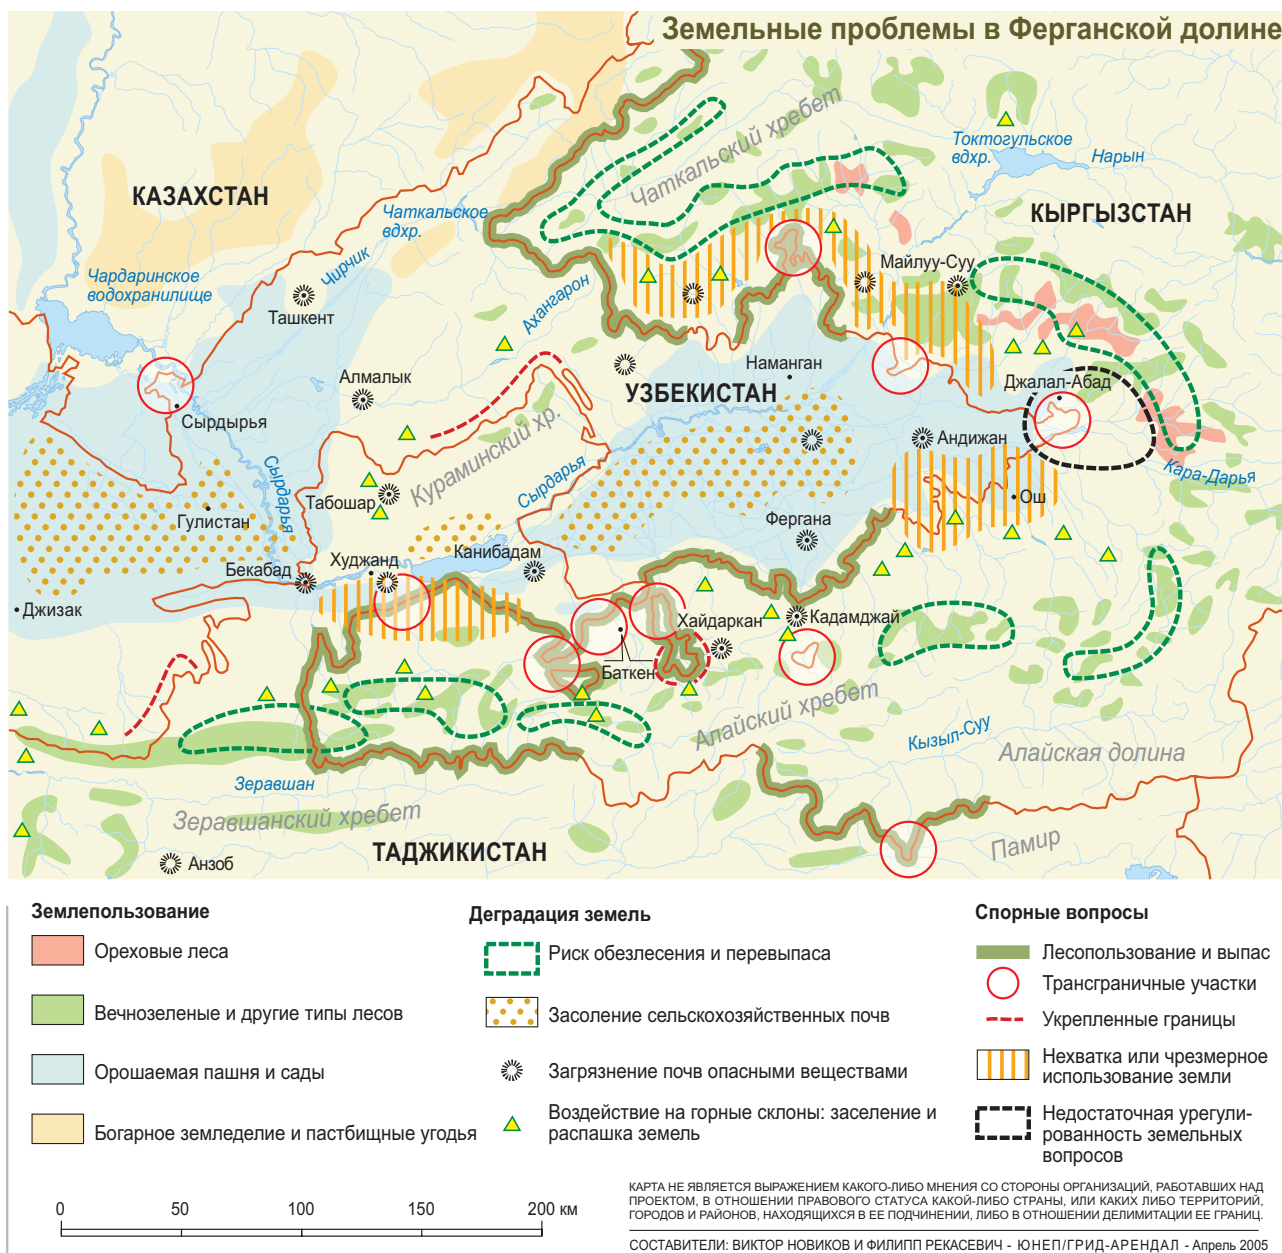 Земельные проблемы в Ферганской долине
Чаткальский хребет
Токтогульское
вдхр.
Нарын
КАЗАХСТАН
Чаткальское
вдхр.
КЫРГЫЗСТАН
Чирчик
Майлуу-Суу
Чардаринское
водохранилище
Ахангарон
Ташкент
Наманган
УЗБЕКИСТАН
Алмалык
Джалал-Абад
Сырдырья
Кураминский хр.
Андижан
Сырдарья
Сырдарья
Кара-Дарья
Табошар
Ош
Гулистан
Фергана
Худжанд
Канибадам
Бекабад
Джизак
Хайдаркан
Кадамджай
Баткен
Алайский хребет
Кызыл-Суу
Алайская долина
Зеравшан
Зеравшанский хребет
Памир
ТАДЖИКИСТАН
Анзоб
Землепользование
Ореховые леса
Вечнозеленые и другие типы лесов
Орошаемая пашня и сады
Богарное земледелие и пастбищные угодья
Деградация земель
Риск обезлесения и перевыпаса
Засоление сельскохозяйственных почв
Загрязнение почв опасными веществами
Воздействие на горные склоны: заселение и
распашка земель
Спорные вопросы
Лесопользование и выпас
Трансграничные участки
Укрепленные границы
Нехватка или чрезмерное
использование земли
Недостаточная урегули-
рованность земельных
вопросов
0 50 100 150 200 км
КАРТА НЕ ЯВЛЯЕТСЯ ВЫРАЖЕНИЕМ КАКОГО-ЛИБО МНЕНИЯ СО СТОРОНЫ ОРГАНИЗАЦИЙ, РАБОТАВШИХ НАД
ПРОЕКТОМ, В ОТНОШЕНИИ ПРАВОВОГО СТАТУСА КАКОЙ-ЛИБО СТРАНЫ, ИЛИ КАКИХ ЛИБО ТЕРРИТОРИЙ,
ГОРОДОВ И РАЙОНОВ, НАХОДЯЩИХСЯ В ЕЕ ПОДЧИНЕНИИ, ЛИБО В ОТНОШЕНИИ ДЕЛИМИТАЦИИ ЕЕ ГРАНИЦ.
СОСТАВИТЕЛИ: ВИКТОР НОВИКОВ И ФИЛИПП РЕКАСЕВИЧ - ЮНЕП/ГРИД-АРЕНДАЛ - Апрель 2005